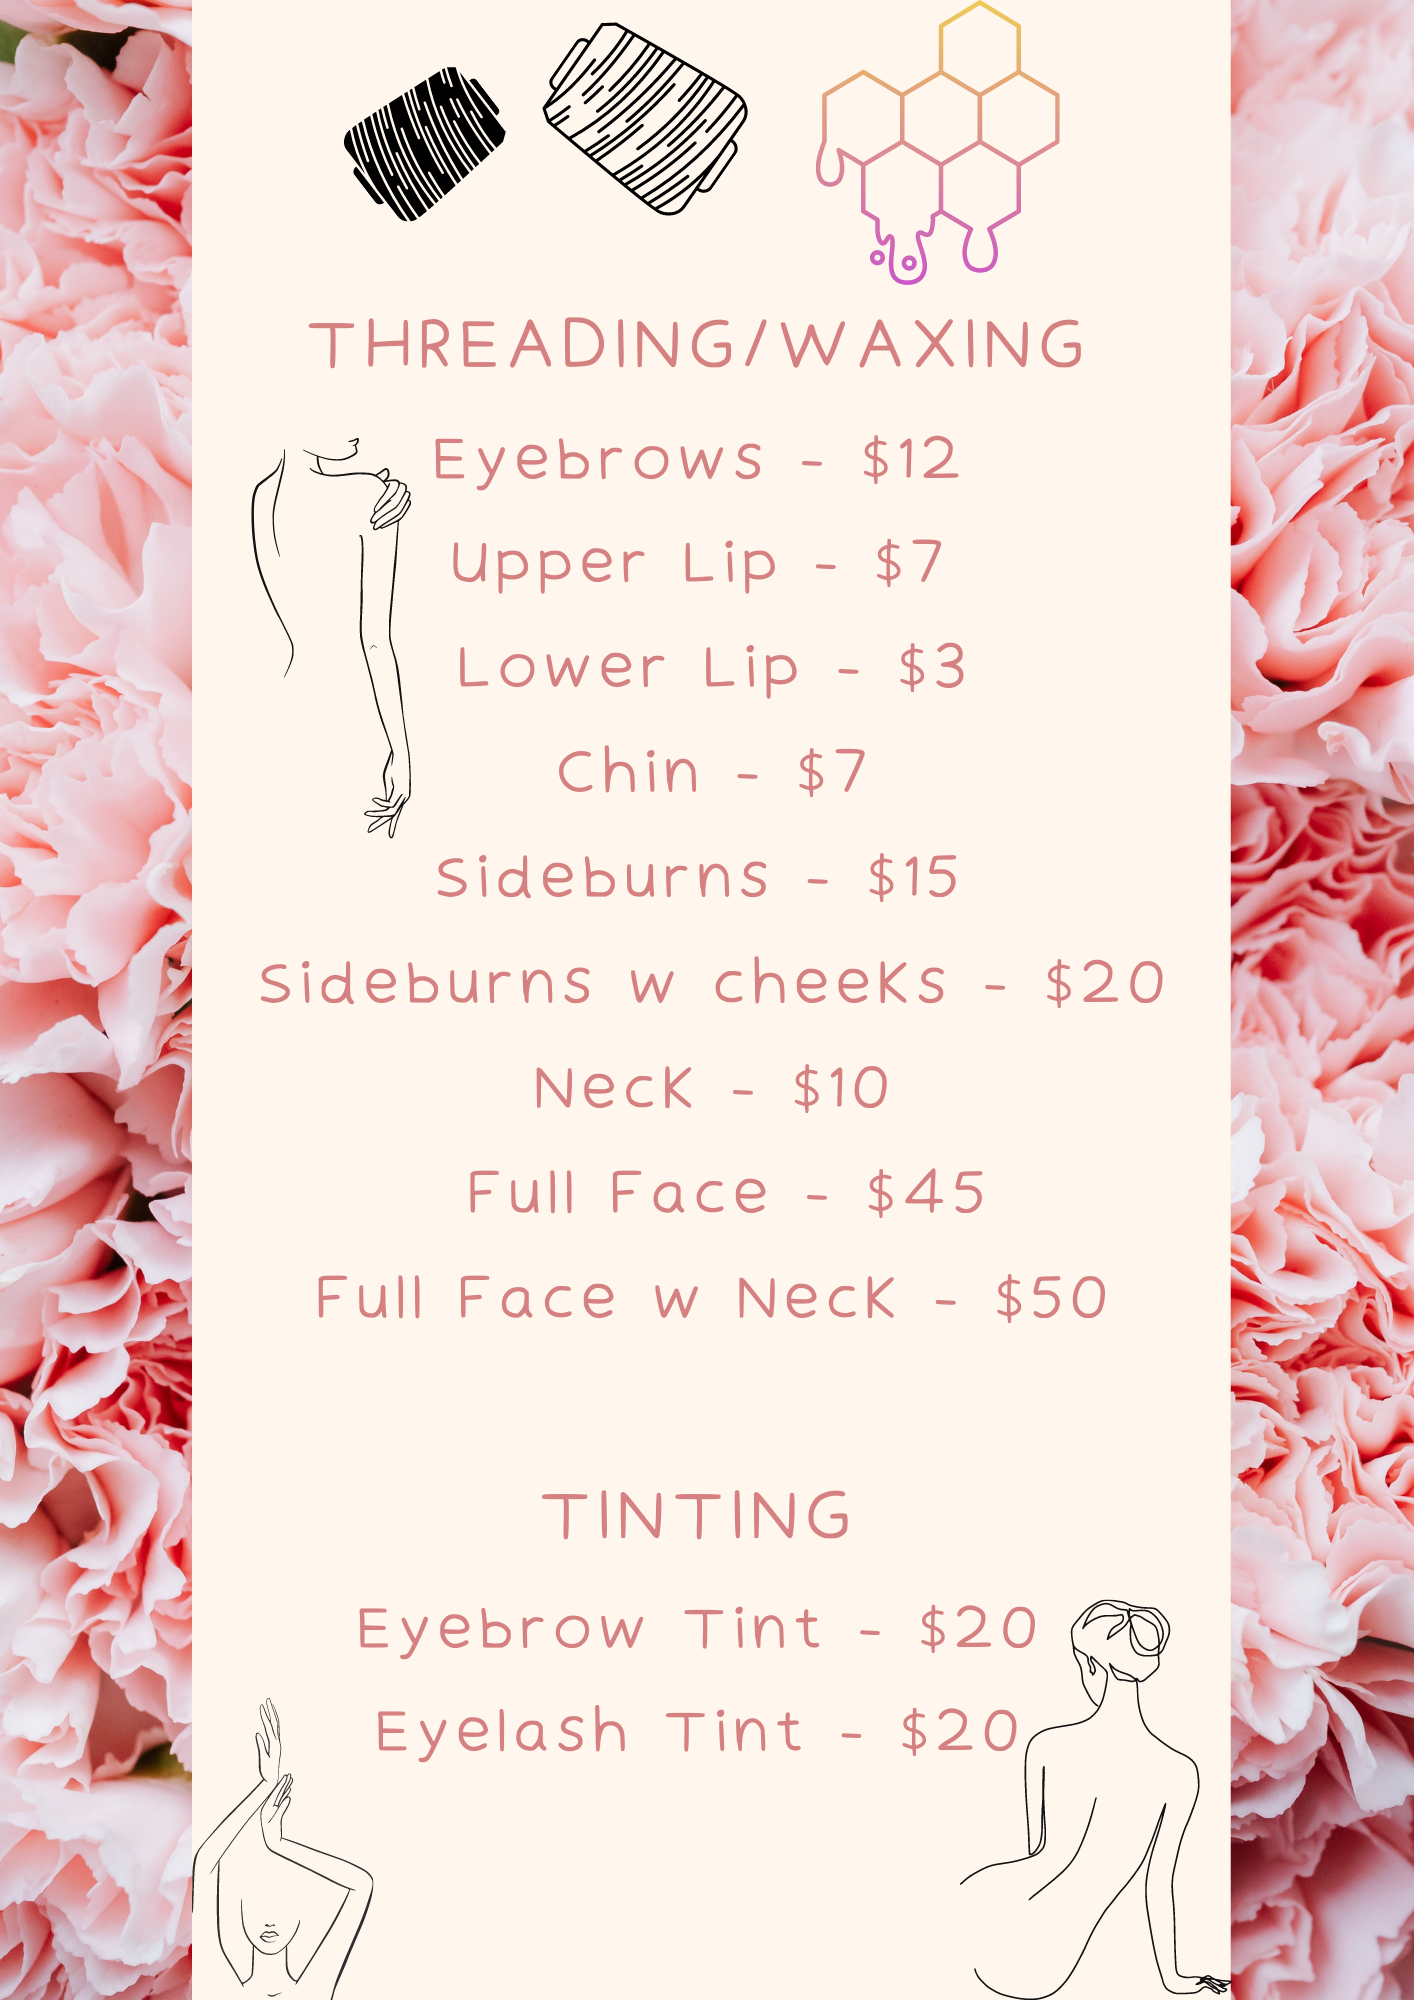 THREADING/WAXING
Eyebrows - $12
Upper Lip - $7
Lower Lip - $3
Chin - $7
Sideburns - $15
Sideburns w cheeks - $20
Neck - $10
Full Face - $45
Full Face w Neck - $50
TINTING
Eyebrow Tint - $20
Eyelash Tint - $20